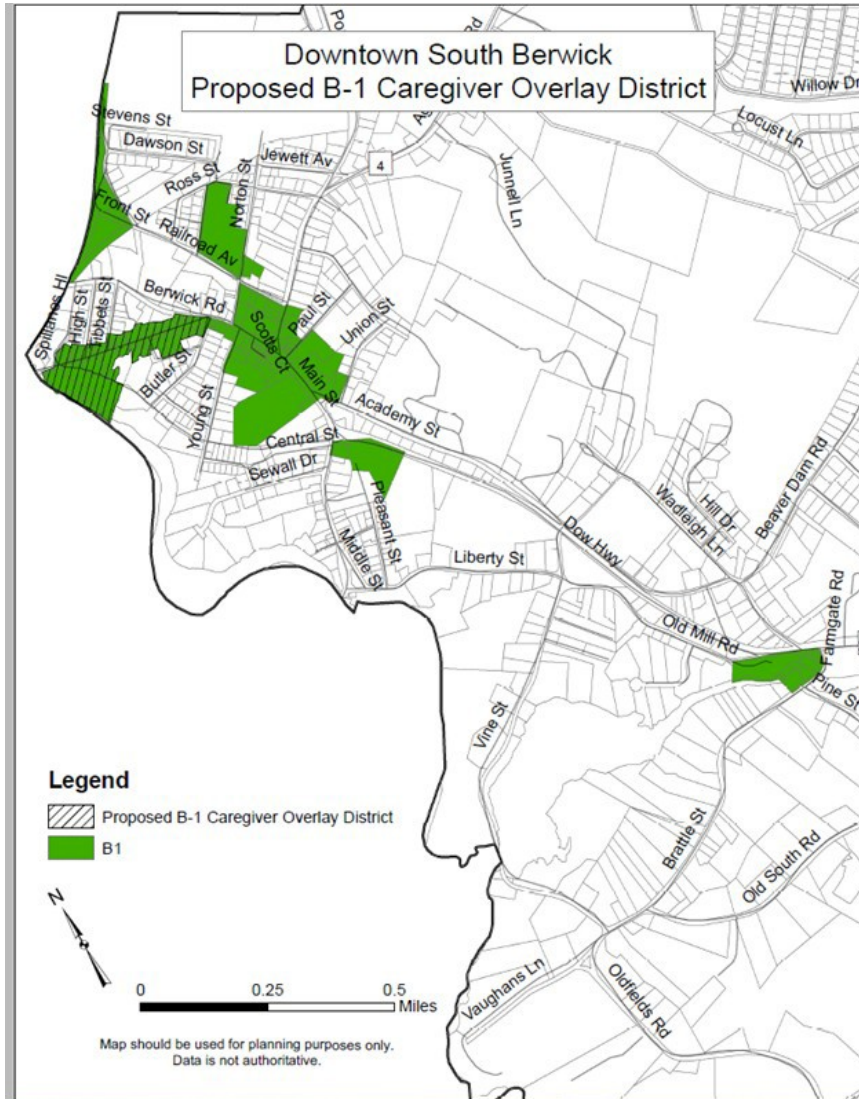 Downtown South Berwick
Proposed B-1 Caregiver Overlay District
Rd
Willow Dr
Stevens St
Locust Ln
Dawson St
Jewett Av
4
Ross St
Norton St
Junnell Ln
Front St
Railroad Av
Spillanes Hl
High St
Tibbets St
Berwick Rd
Scotts Ct
Paul St
Union St
Butler St
Main St
Young St
Academy St
Central St
Sewall Dr
Pleasant St
Middle St
Liberty St
Dow Hwy
Wadleigh Ln
Hill Dr
Beaver Dam Rd
Old Mill Rd
Farmgate Rd
Pine St
Vine St
Brattle St
Old South Rd
Vaughans Ln
Oldfields Rd
Legend
Proposed B-1 Caregiver Overlay District
B1
N
0 0.25 0.5
Miles
Map should be used for planning purposes only.
Data is not authoritative.